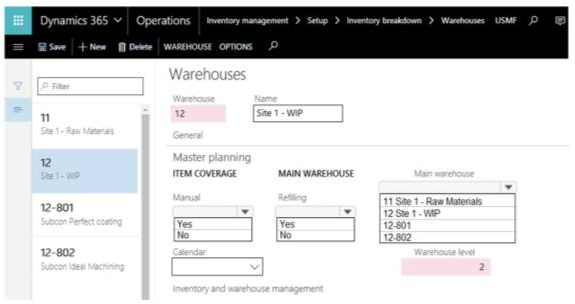 Dynamics 365 Operations Inventory management > Setup > Inventory breakdown > Warehouses USMF
Save + New Delete WAREHOUSE OPTIONS
Warehouses
Filter
Warehouse Name
12 Site 1 - WIP
11
Site 1 - Raw Materials
General
12
Site 1 - WIP
Master planning
ITEM COVERAGE MAIN WAREHOUSE Main warehouse
Manual Refilling
11 Site 1 - Raw Materials
12 Ste 1 - WIP
12-801
12-802
Yes Yes
No No
12-801
Subcon Perfect coating
12-802
Subcon Ideal Machining
Calendar Warehouse level
2
Inventory and warehouse management